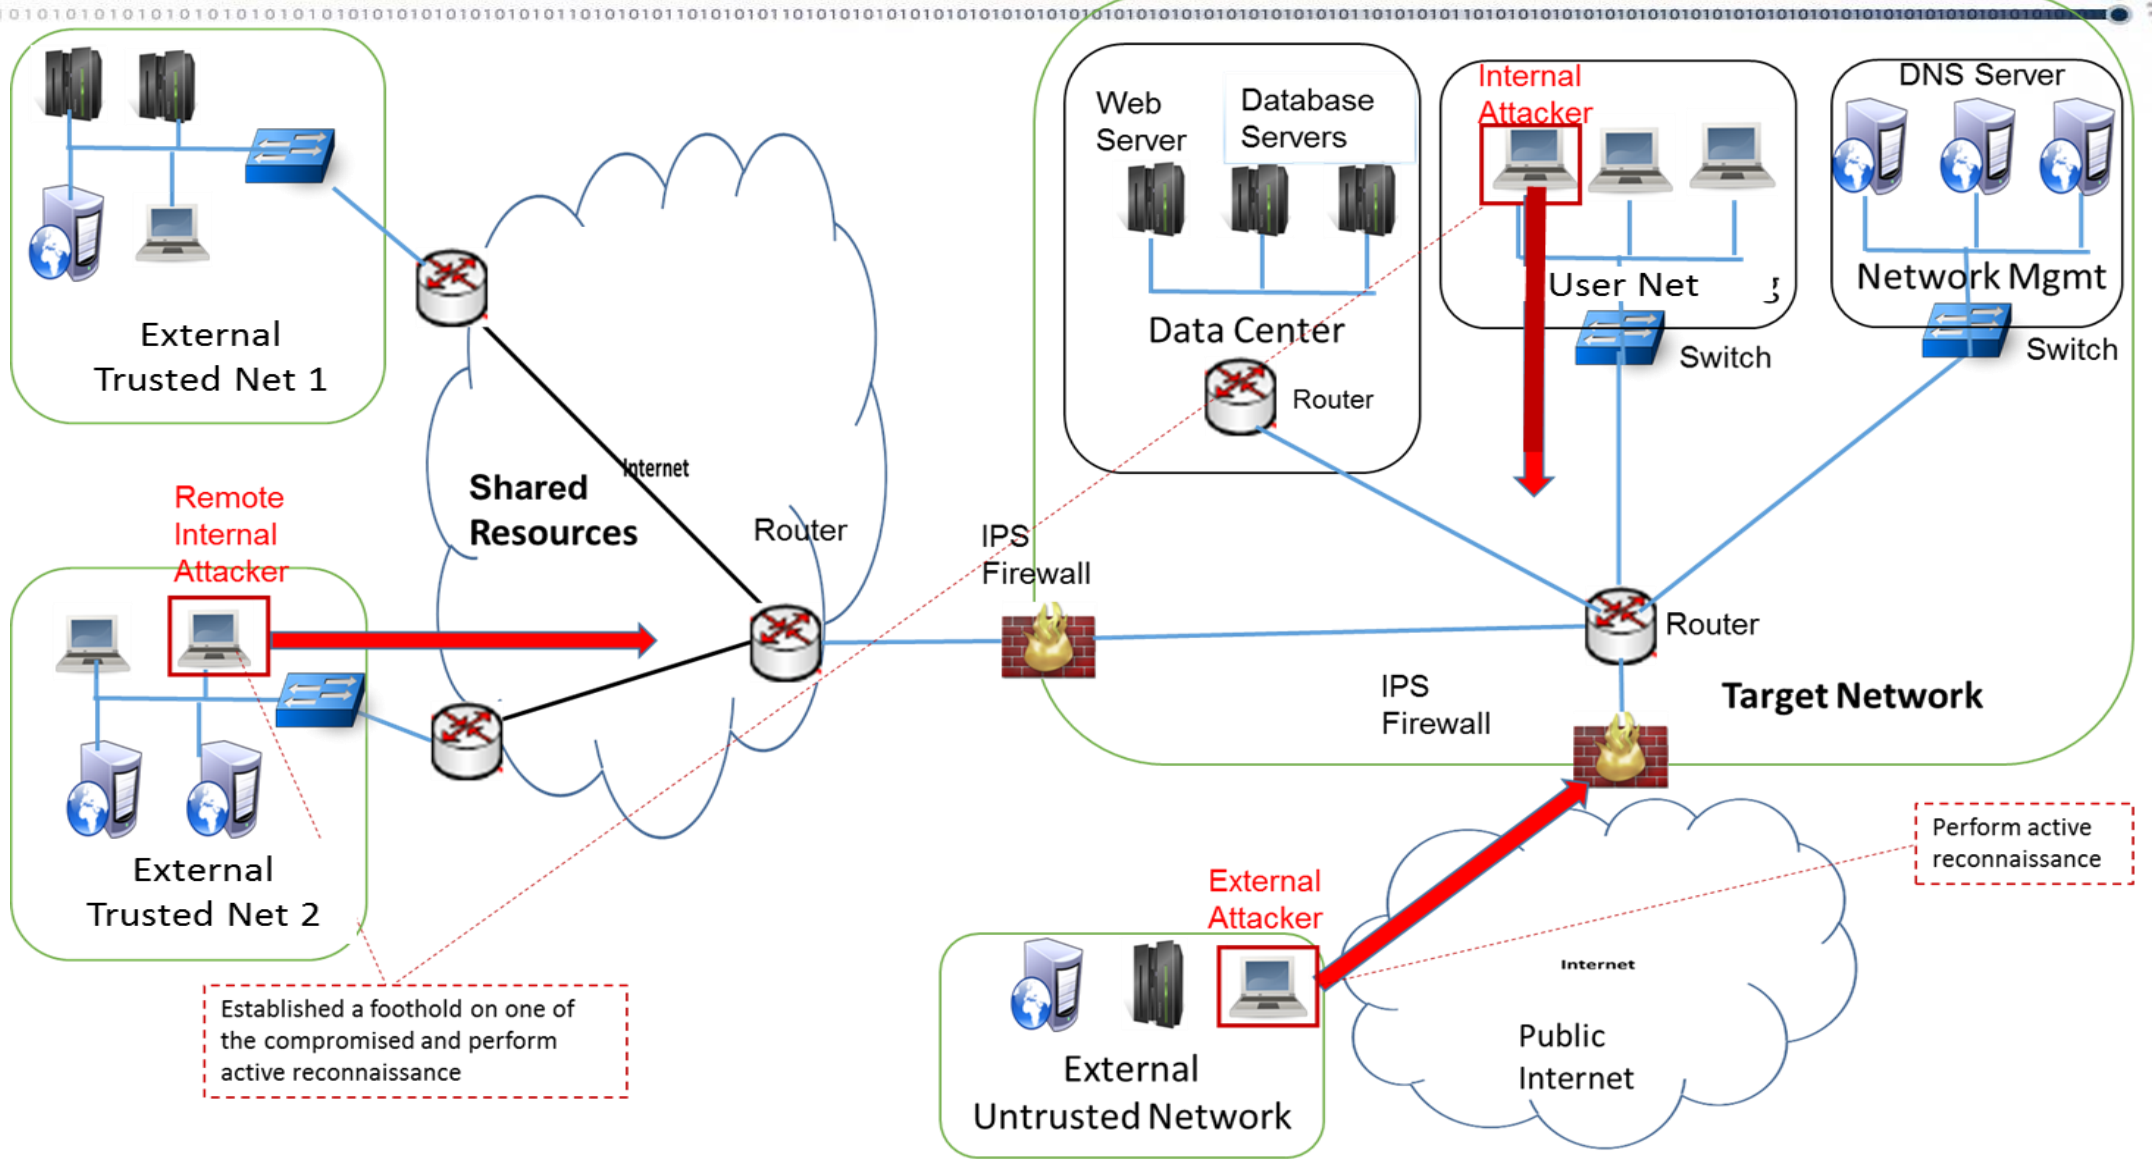 External
Trusted Net 1
Remote
Internal
Attacker
External
Trusted Net 2
Established a foothold on one of
the compromised and perform
active reconnaissance
Shared
Resources
Internet
Router
IPS
Firewall
Web
Server
Database
Servers
Data Center
Router
Internal
Attacker
User Net
g
Switch
DNS Server
Network Mgmt
Switch
Router
Target Network
IPS
Firewall
External
Attacker
External
Untrusted Network
Internet
Public
Internet
Perform active
reconnaissance